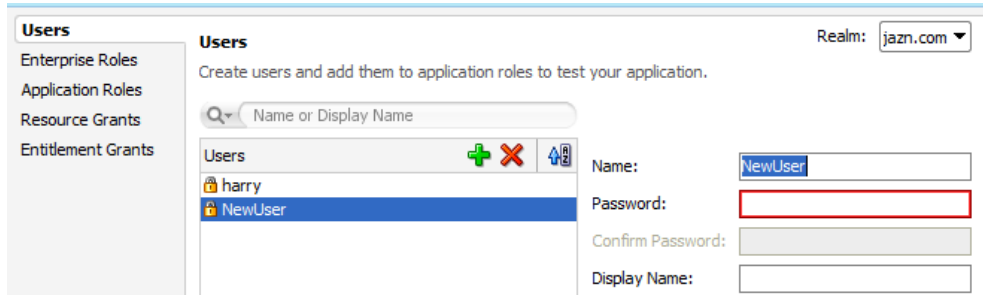 Users
Enterprise Roles
Application Roles
Resource Grants
Entitlement Grants
Users
Realm: jazn.com
Create users and add them to application roles to test your application.
Name or Display Name
Users
harry
NewUser
Name: NewUser
Password:
Confirm Password:
Display Name: